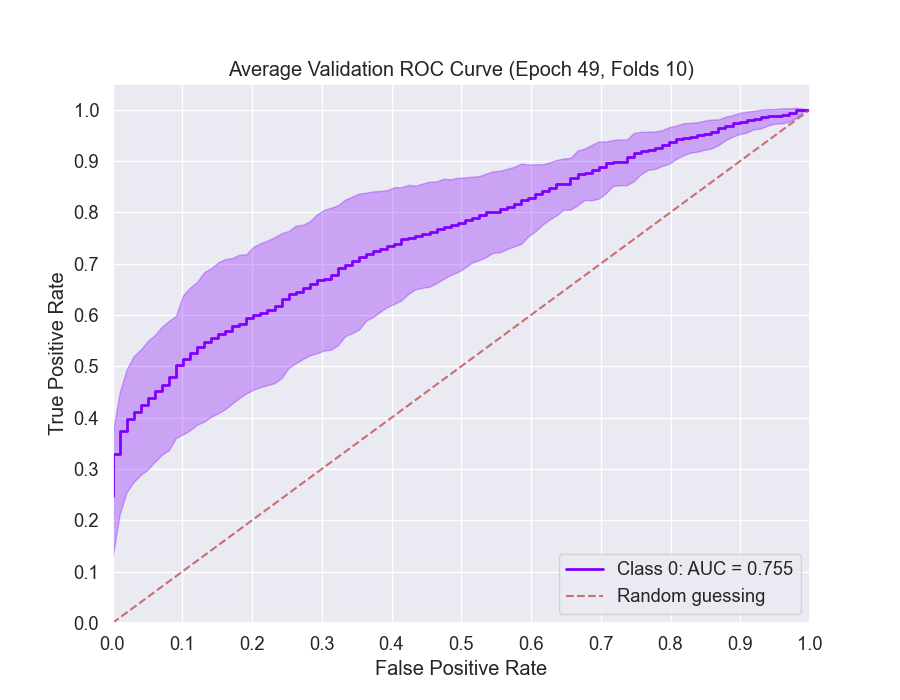 Average Validation ROC Curve (Epoch 49, Folds 10)
True Positive Rate
1.0
0.9
0.8
0.7
0.6
0.5
0.4
0.3
0.2
0.1
0.0
Class 0: AUC = 0.755
Random guessing
0.0 0.1 0.2 0.3 0.4 0.5 0.6 0.7 0.8 0.9 1.0
False Positive Rate